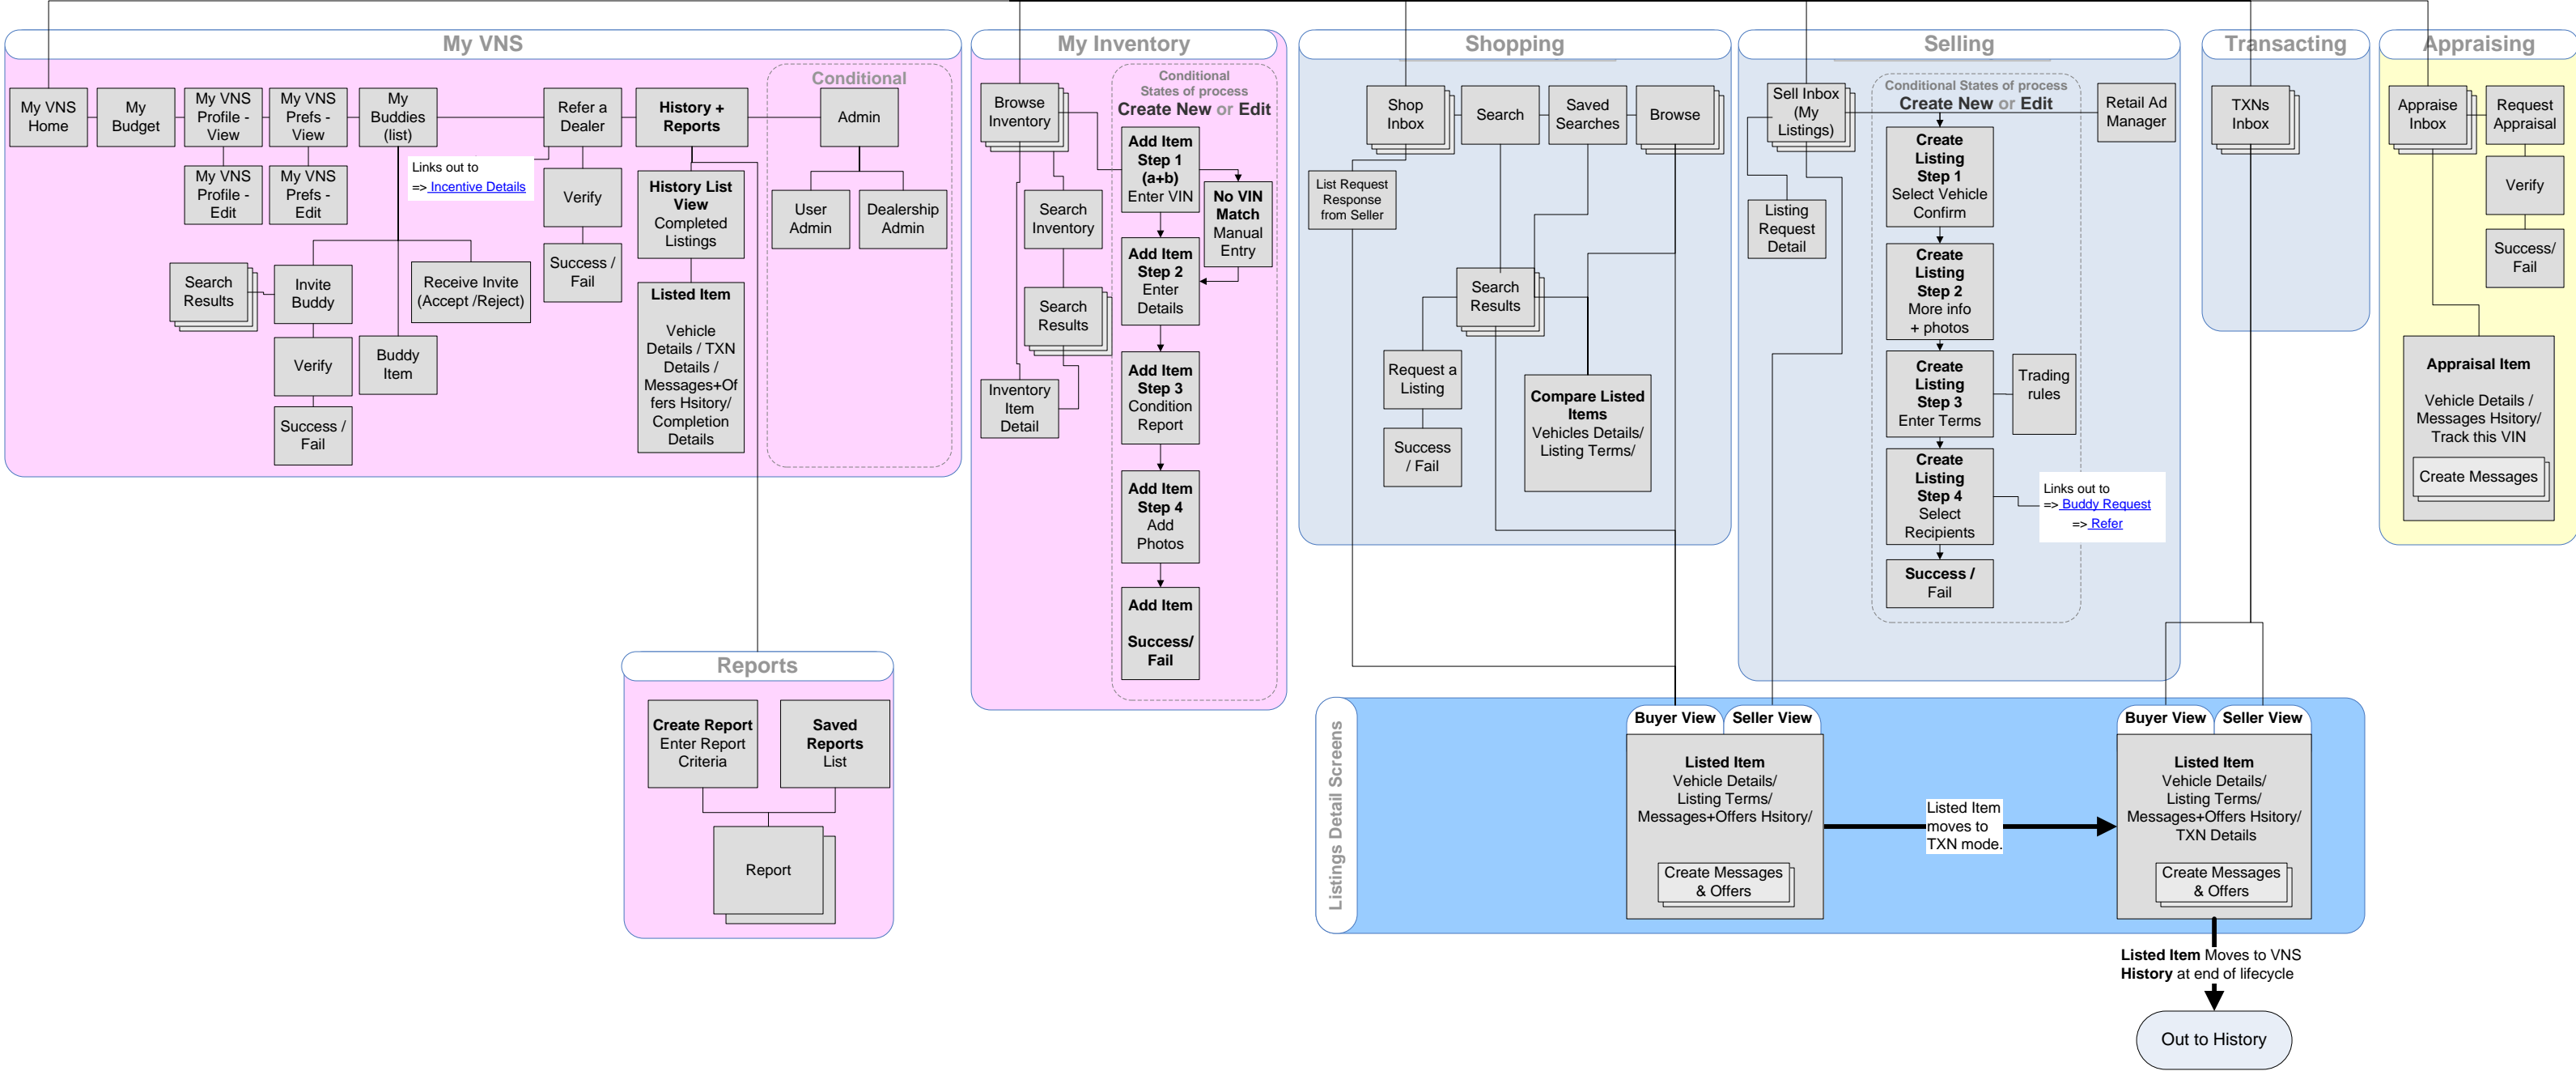 My VNS
Conditional
My VNS
Home
My
Budget
My VNS
Profile -
View
My VNS
Prefs -
View
My
Buddies
(list)
Refer a
Dealer
History +
Reports
Admin
My VNS
Profile -
Edit
My VNS
Prefs -
Edit
Links out to
=> Incentive Details
Verify
Success /
Fail
History List
View
Completed
Listings
User
Admin
Dealership
Admin
Search
Results
Invite
Buddy
Receive Invite
(Accept /Reject)
Verify
Success /
Fail
Buddy
Item
Listed Item
Vehicle
Details / TXN
Details /
Messages+Of
fers Hsitory/
Completion
Details
Reports
Create Report
Enter Report
Criteria
Saved
Reports
List
Report
My Inventory
Browse
Inventory
Search
Inventory
Search
Results
Inventory
Item
Detail
Conditional
States of process
Create New or Edit
Add Item
Step 1
(a+b)
Enter VIN
No VIN
Match
Manual
Entry
Add Item
Step 2
Enter
Details
Add Item
Step 3
Condition
Report
Add Item
Step 4
Add
Photos
Add Item
Success/
Fail
Shopping
Shop
Inbox
Search
Saved
Searches
Browse
List Request
Response
from Seller
Search
Results
Request a
Listing
Success
/ Fail
Compare Listed
Items
Vehicles Details/
Listing Terms/
Selling
Sell Inbox
(My
Listings)
Listing
Request
Detail
Conditional States of process
Create New or Edit
Retail Ad
Manager
Create
Listing
Step 1
Select Vehicle
Confirm
Create
Listing
Step 2
More info
+ photos
Create
Listing
Step 3
Enter Terms
Trading
rules
Create
Listing
Step 4
Select
Recipients
Links out to
=> Buddy Request
=> Refer
Success /
Fail
Transacting
TXNs
Inbox
Appraising
Appraise
Inbox
Request
Appraisal
Verify
Success/
Fail
Appraisal Item
Vehicle Details /
Messages Hsitory/
Track this VIN
Create Messages
Listings Detail Screens
Buyer View
Seller View
Listed Item
Vehicle Details/
Listing Terms/
Messages+Offers Hsitory/
Create Messages
& Offers
Listed Item
moves to
TXN mode.
Buyer View
Seller View
Listed Item
Vehicle Details/
Listing Terms/
Messages+Offers Hsitory/
TXN Details
Create Messages
& Offers
Listed Item Moves to VNS
History at end of lifecycle
Out to History